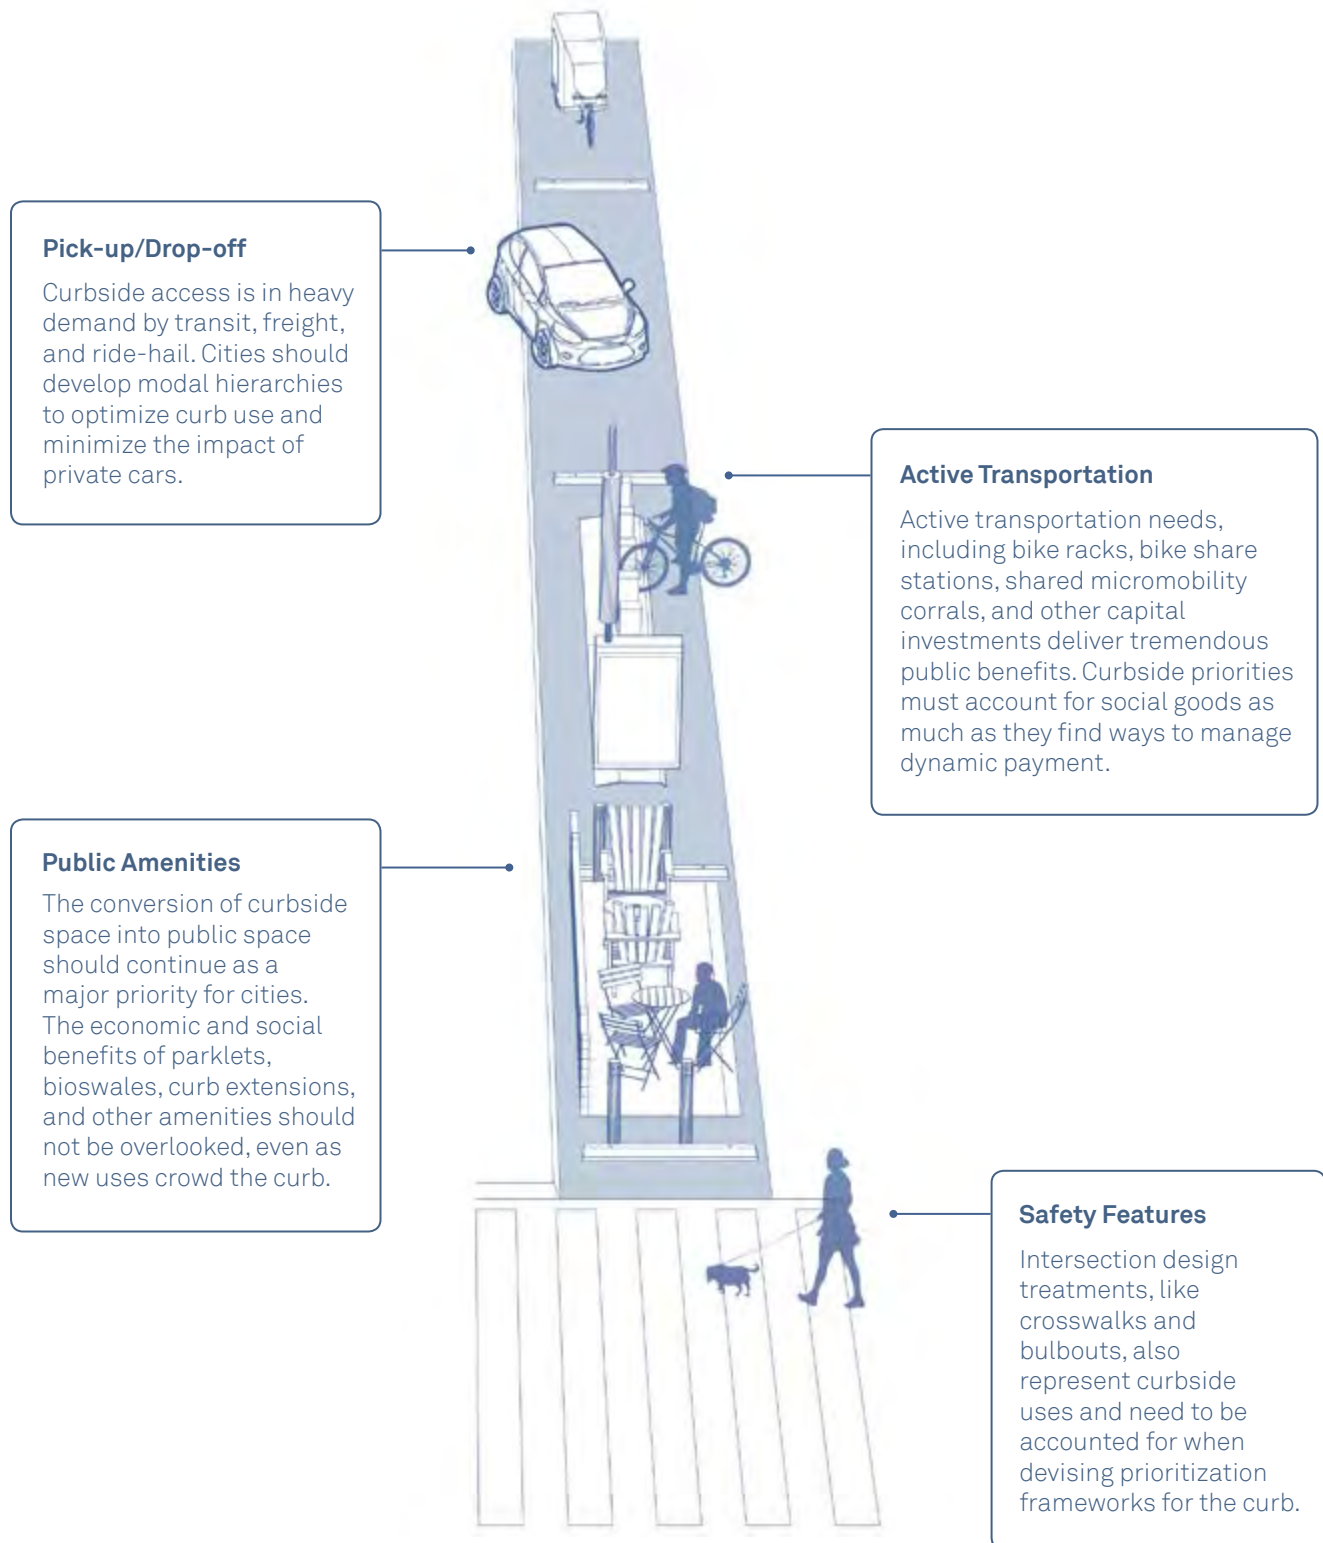 Pick-up/Drop-off
Curbside access is in heavy
demand by transit, freight,
and ride-hail. Cities should
develop modal hierarchies
to optimize curb use and
minimize the impact of
private cars.
Active Transportation
Active transportation needs,
including bike racks, bike share
stations, shared micromobility
corrals, and other capital
investments deliver tremendous
public benefits. Curbside priorities
must account for social goods as
much as they find ways to manage
dynamic payment.
Public Amenities
The conversion of curbside
space into public space
should continue as a
major priority for cities.
The economic and social
benefits of parklets,
bioswales, curb extensions,
and other amenities should
not be overlooked, even as
new uses crowd the curb.
Safety Features
Intersection design
treatments, like
crosswalks and
bulbouts, also
represent curbside
uses and need to be
accounted for when
devising prioritization
frameworks for the curb.